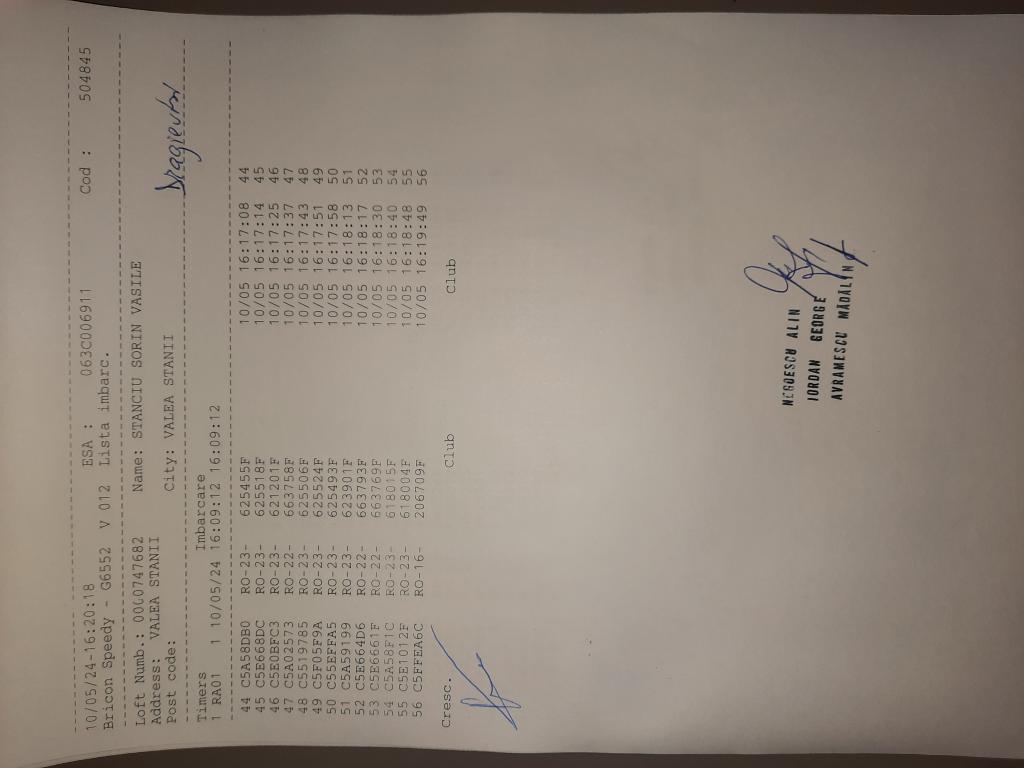 10/05/24-16:20:18 ESA : 063C006911 Cod : 504845
Bricon Speedy - G6552 V 012 Lista imbarc.
Loft Numb.: 0000747682 Name: STANCIU SORIN VASILE
Address: VALEA STANII City: VALEA STANII
Post code:
Timers Imbarcare
1 RA01 1 10/05/24 16:09:12 16:09:12
44 C5A58DB0 RO-23- 625455F 10/05 16:17:08 44
45 C5E668DC RO-23- 625518F 10/05 16:17:14 45
46 C5E0BFC3 RO-23- 621201F 10/05 16:17:25 46
47 C5A02573 RO-22- 663758F 10/05 16:17:37 47
48 C5519785 RO-23- 625506F 10/05 16:17:43 48
49 C5F05F9A RO-23- 625524F 10/05 16:17:51 49
50 C55EFFA5 RO-23- 625493F 10/05 16:17:58 50
51 C5A59199 RO-23- 623901F 10/05 16:18:13 51
52 C5E664D6 RO-22- 663793F 10/05 16:18:17 52
53 C5E6661F RO-22- 663769F 10/05 16:18:30 53
54 C5A58F1C RO-23- 618015F 10/05 16:18:40 54
55 C5E1012F RO-23- 618004F 10/05 16:18:48 55
56 C5FFEA6C RO-16- 206709F 10/05 16:19:49 56
Cresc. Club Club
NEGOESCU ALIN
IORDAN GEORGE
AVRAMESCU MĂDĂLIN